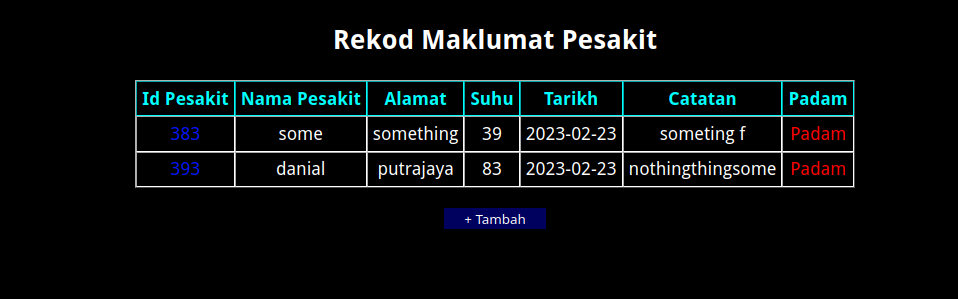 Rekod Maklumat Pesakit
Id Pesakit Nama Pesakit Alamat Suhu Tarikh Catatan Padam
383 some something 39 2023-02-23 someting f Padam
393 danial putrajaya 83 2023-02-23 nothingthingsome Padam
+ Tambah